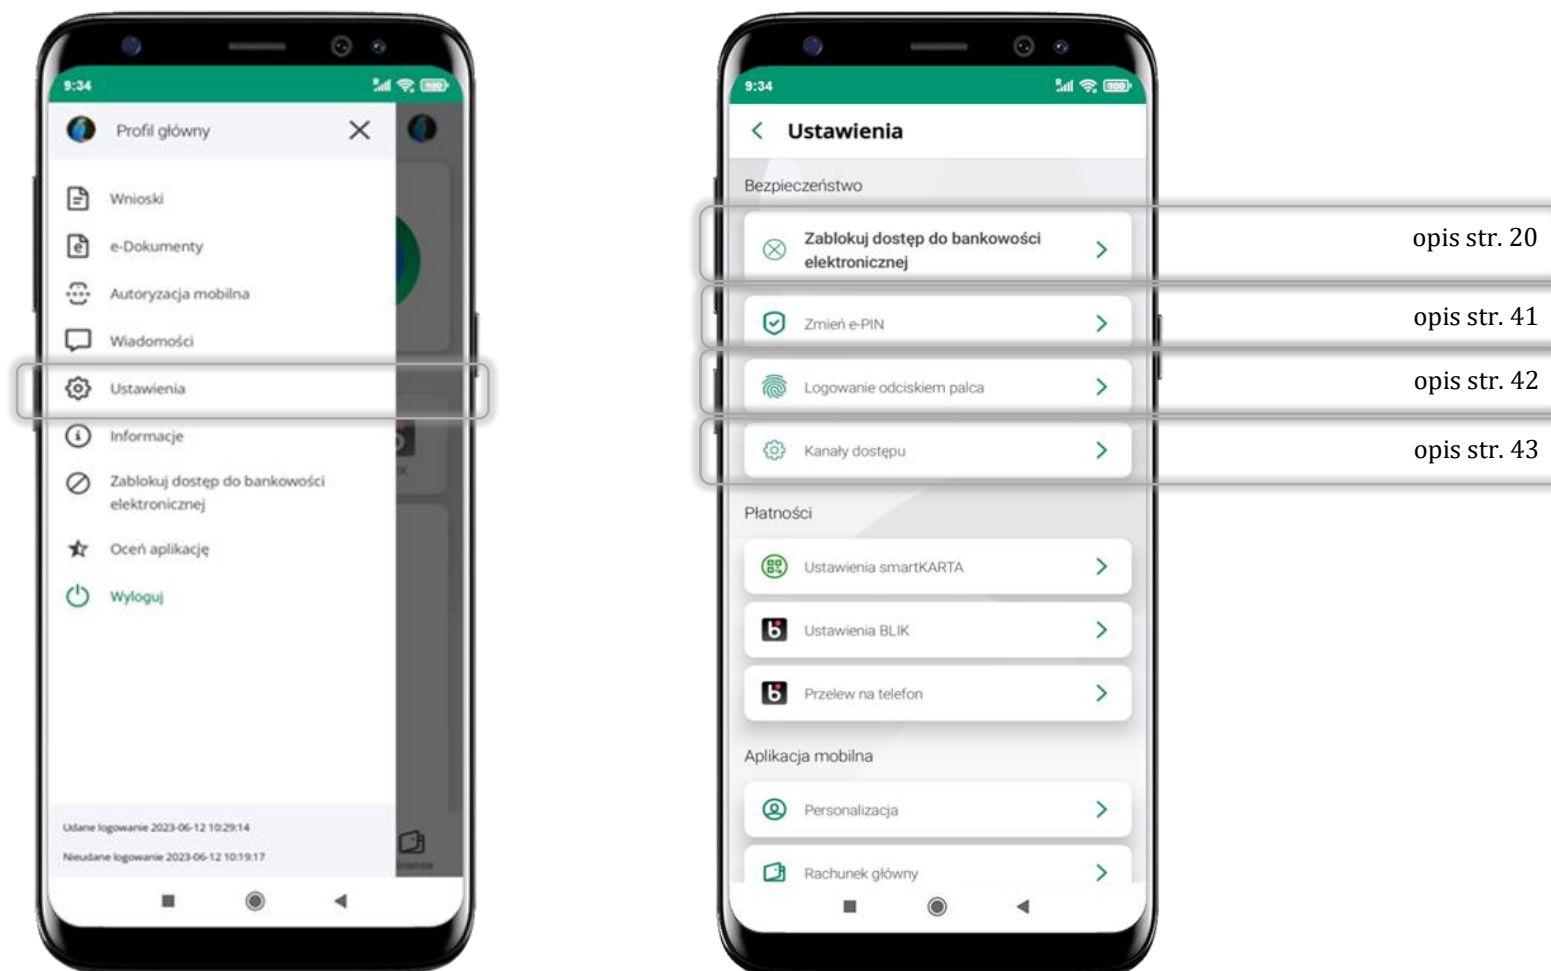 9:34
Profil główny
Wnioski
e-Dokumenty
Autoryzacja mobilna
Wiadomości
Ustawienia
Informacje
Zablokuj dostęp do bankowości
elektronicznej
Oceń aplikację
Wyloguj
Udane logowanie 2023-06-12 10:29:14
Nieudane logowanie 2023-06-12 10:19:17
9:34
Ustawienia
Bezpieczeństwo
Zablokuj dostęp do bankowości
elektronicznej
opis str. 20
Zmień e-PIN
opis str. 41
Logowanie odciskiem palca
opis str. 42
Kanały dostępu
opis str. 43
Płatności
Ustawienia smartKARTA
Ustawienia BLIK
Przelew na telefon
Aplikacja mobilna
Personalizacja
Rachunek główny